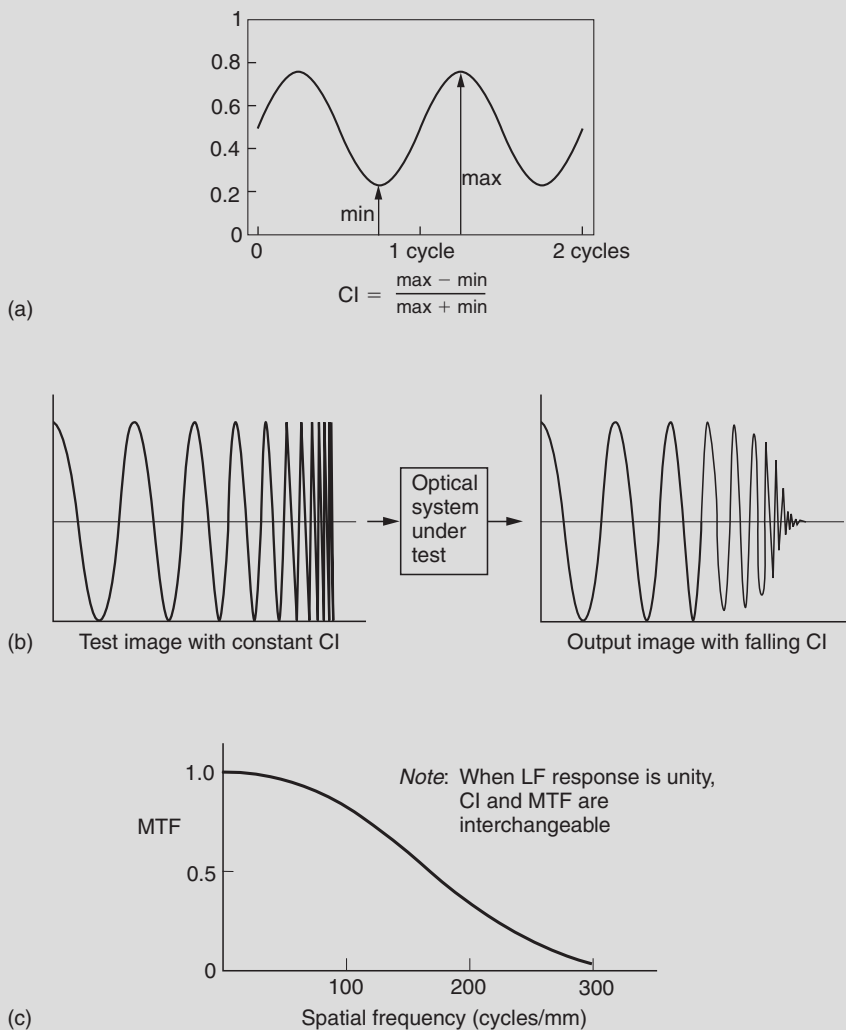 1
0.8
0.6
0.4
0.2
0
max
min
0
1 cycle
2 cycles
CI = max − min / max + min
(a)
Optical
system
under
test
(b)
Test image with constant CI
Output image with falling CI
1.0
MTF
0.5
0
Note: When LF response is unity,
CI and MTF are
interchangeable
100
200
300
(c)
Spatial frequency (cycles/mm)